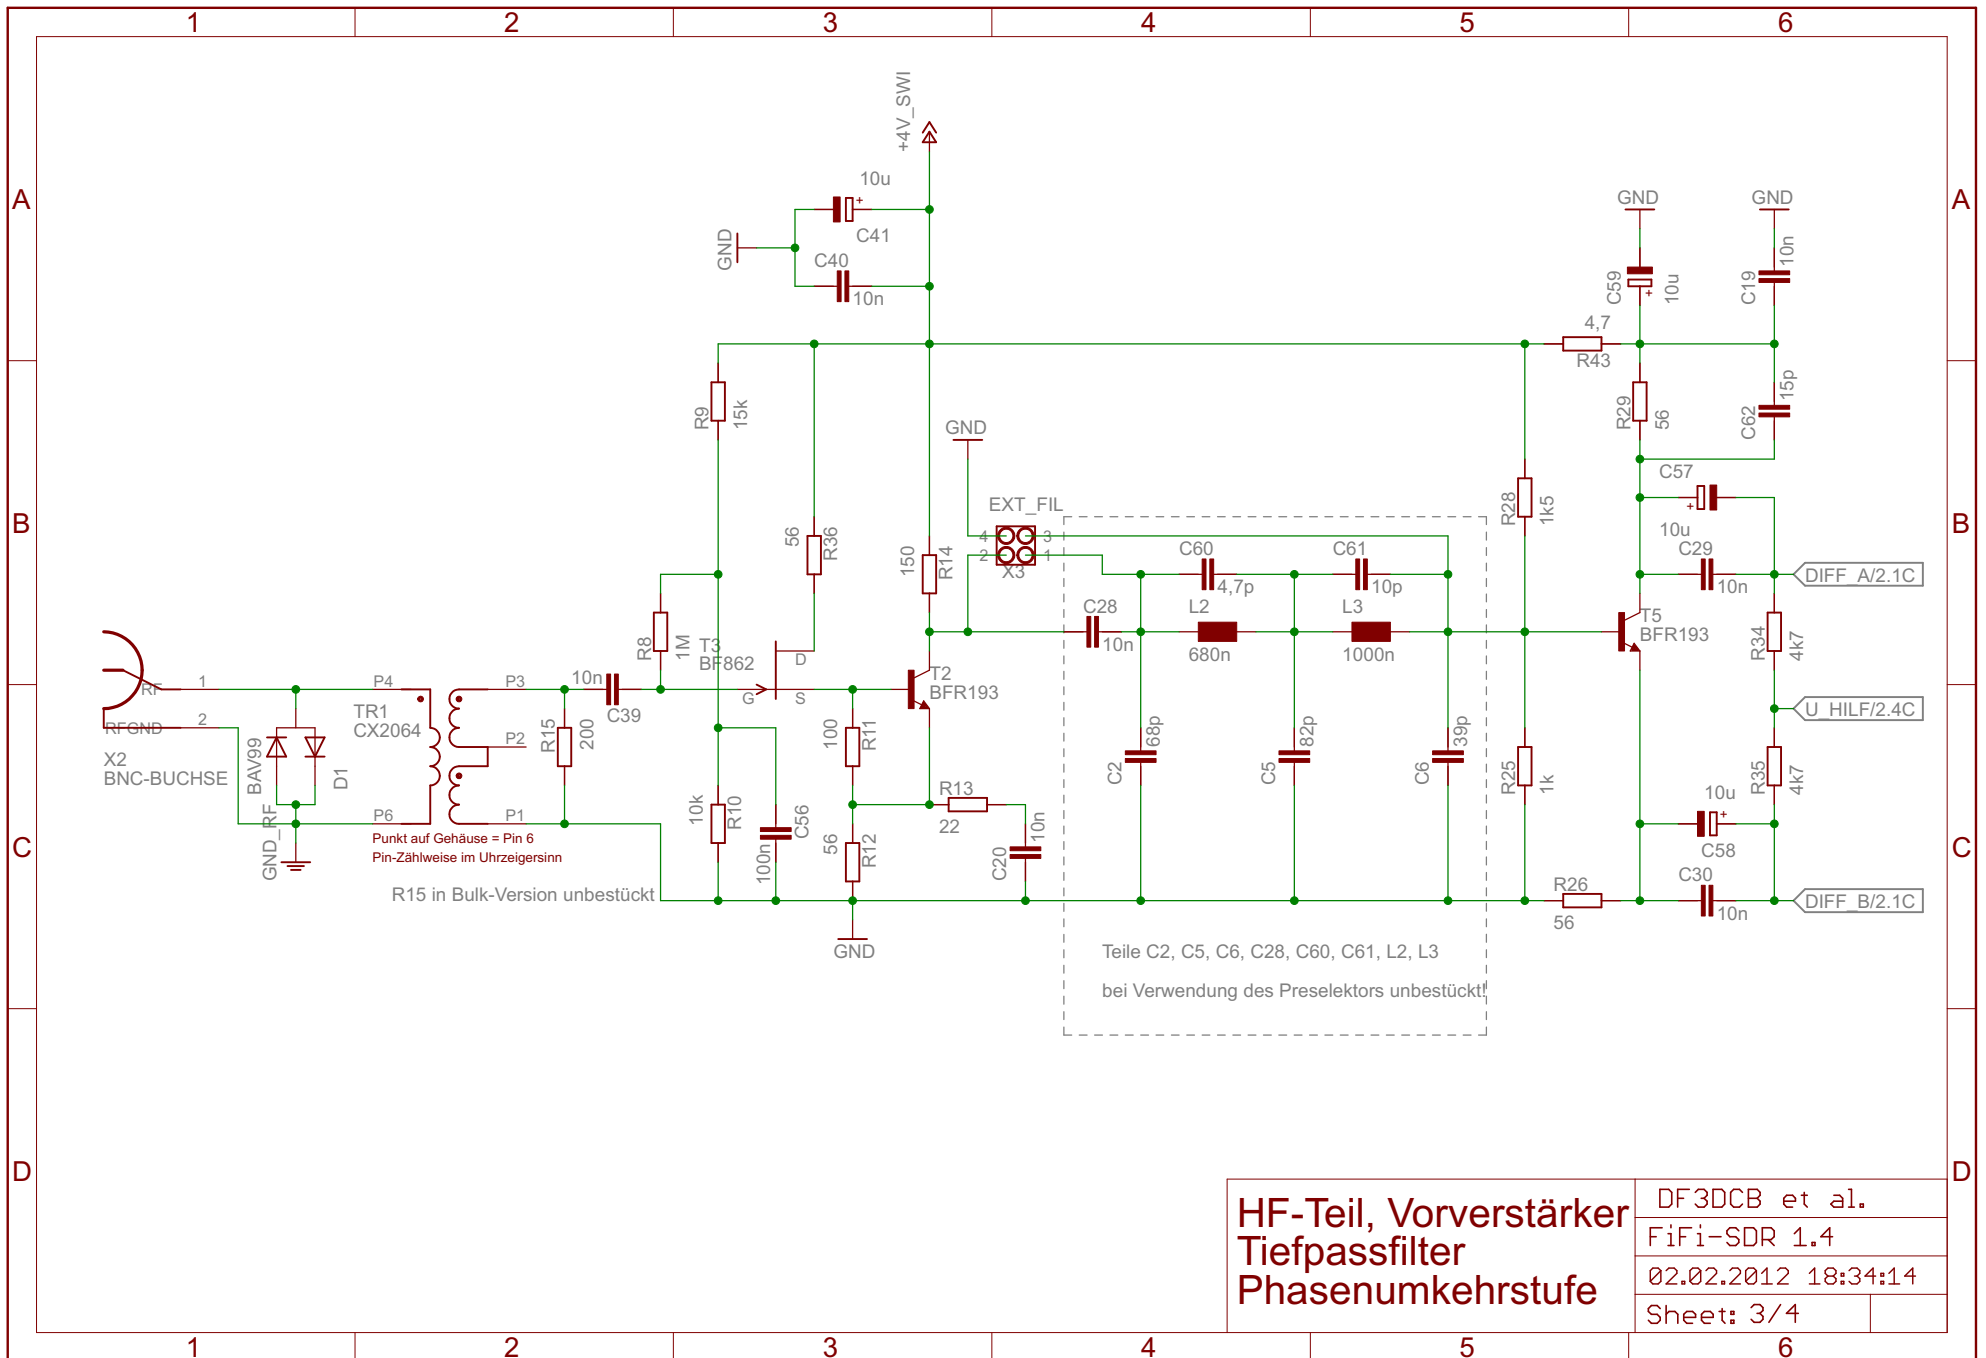 1 2 3 4 5 6
A
A
B
B
C
C
D
D
1 2 3 4 5 6
+4V_SWI
10u
C41
GND
C40
10n
GND
C59
10u
GND
C19
10n
4,7
R43
R9
15k
R29
56
C62
15p
GND
C57
10u
EXT_FIL
4 3
2 1
X3
56
R36
150
R14
R28
1k5
C60
4,7p
C61
10p
C29
10n
DIFF_A/2.1C
R8
1M
T3
BF862
D
G
S
C28
10n
L2
680n
L3
1000n
T5
BFR193
R34
4k7
T2
BFR193
RF
1
RFGND
2
X2
BNC-BUCHSE
BAV99
D1
GND_RF
P4
TR1
CX2064
P6
P3
P2
P1
R15
200
10n
C39
U_HILF/2.4C
100
R11
C2
68p
C5
82p
C6
39p
R25
1k
R35
4k7
10u
C58
10k
R10
100n
C56
56
R12
R13
22
C20
10n
Punkt auf Gehäuse = Pin 6
Pin-Zählweise im Uhrzeigersinn
R15 in Bulk-Version unbestückt
GND
R26
56
C30
10n
DIFF_B/2.1C
Teile C2, C5, C6, C28, C60, C61, L2, L3
bei Verwendung des Preselektors unbestückt!
HF-Teil, Vorverstärker
Tiefpassfilter
Phasenumkehrstufe
DF3DCB et al.
FiFi-SDR 1.4
02.02.2012 18:34:14
Sheet: 3/4